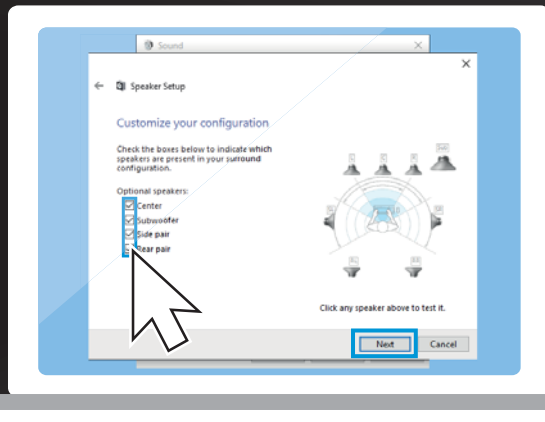 Sound
Speaker Setup
Customize your configuration
Check the boxes below to indicate which
speakers are present in your surround
configuration.
Optional speakers:
Center
Subwoofer
Side pair
Rear pair
Click any speaker above to test it.
Next
Cancel